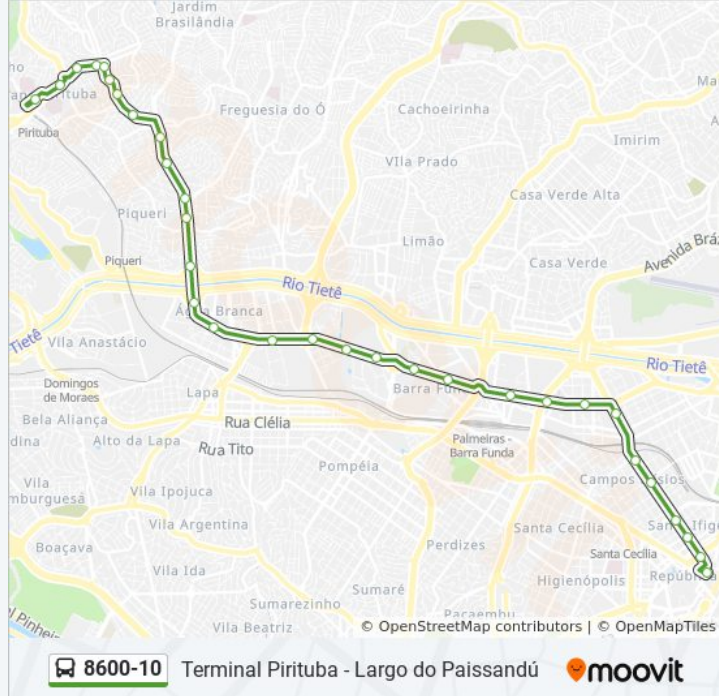 Jardim
Brasilândia
Pirituba
Freguesia do Ó
Cachoeirinha
Imirim
VIla Prado
Casa Verde Alta
Piqueri
Limão
Avenida Bráz
Casa Verde
Piqueri
Rio Tietê
Água Branca
Tietê
Vila Anastácio
Rio Tietê
Domingos
de Moraes
Lapa
Barra Fun
Bela Aliança
Rua Clélia
Alto da Lapa
Rua Tito
Palmeiras -
Barra Funda
Pompéia
Vila
Vila Ipojuca
Campos Elísios
Vila Argentina
Santa Cecília
Boaçava
Perdizes
Santa Cecília
Vila Ida
Higienópolis
Repúbli
Sumaré
Sumarezinho
Pacaembu
Vila Beatriz
© OpenStreetMap contributors | © OpenMapTiles
8600-10 Terminal Pirituba - Largo do Paissandú moovit